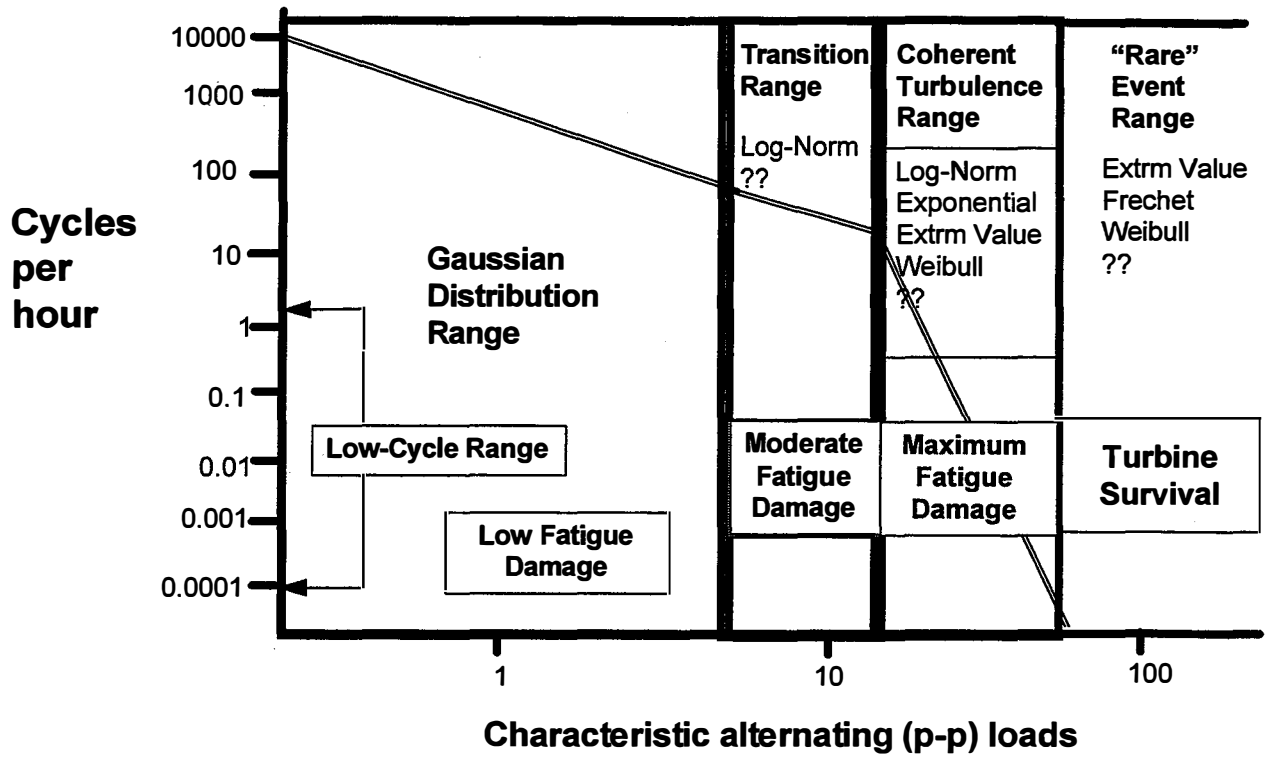 10000
1000
100
10
1
0.1
0.01
0.001
0.0001
Cycles
per
hour
Gaussian
Distribution
Range
Low-Cycle Range
Low Fatigue
Damage
Transition
Range
Log-Norm
??
Moderate
Fatigue
Damage
Coherent
Turbulence
Range
Log-Norm
Exponential
Extrm Value
Weibull
??
Maximum
Fatigue
Damage
“Rare”
Event
Range
Extrm Value
Frechet
Weibull
??
Turbine
Survival
1
10
100
Characteristic alternating (p-p) loads